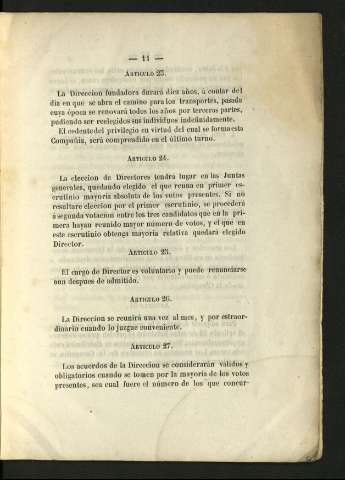 — 11 —
ARTICULO 23.
La Direccion fundadora durará diez años, á contar del
dia en que se abra el camino para los transportes, pasada
cuya época se renovará todos los años por terceras partes,
pudiendo ser reelegidos sus individuos indefinidamente.
El cedente del privilegio en virtud del cual se forma esta
Compañía, será comprendido en el último turno.
ARTICULO 24.
La eleccion de Directores tendrá lugar en las Juntas
generales, quedando elegido el que reuna en primer es-
crutinio mayoría absoluta de los votos presentes. Si no
resultare eleccion por el primer escrutinio, se procederá
á segunda votacion entre los tres candidatos que en la pri-
mera hayan reunido mayor número de votos, y el que en
este escrutinio obtenga mayoría relativa quedará elegido
Director.
ARTICULO 25.
El cargo de Director es voluntario y puede renunciarse
aun despues de admitido.
ARTICULO 26.
La Direccion se reunirá una vez al mes, y por estraor-
dinario cuando lo juzgue conveniente.
ARTICULO 27.
Los acuerdos de la Direccion se considerarán válidos y
obligatorios cuando se tomen por la mayoría de los votos
presentes, sea cual fuere el número de los que concur-